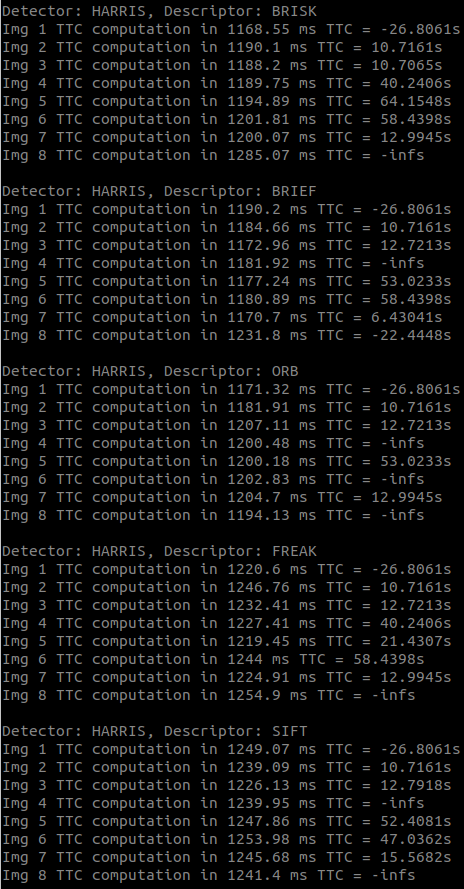 Detector: HARRIS, Descriptor: BRISK
Img 1 TTC computation in 1168.55 ms TTC = -26.8061s
Img 2 TTC computation in 1190.1 ms TTC = 10.7161s
Img 3 TTC computation in 1188.2 ms TTC = 10.7065s
Img 4 TTC computation in 1189.75 ms TTC = 40.2406s
Img 5 TTC computation in 1194.89 ms TTC = 64.1548s
Img 6 TTC computation in 1201.81 ms TTC = 58.4398s
Img 7 TTC computation in 1200.07 ms TTC = 12.9945s
Img 8 TTC computation in 1285.07 ms TTC = -infs
Detector: HARRIS, Descriptor: BRIEF
Img 1 TTC computation in 1190.2 ms TTC = -26.8061s
Img 2 TTC computation in 1184.66 ms TTC = 10.7161s
Img 3 TTC computation in 1172.96 ms TTC = 12.7213s
Img 4 TTC computation in 1181.92 ms TTC = -infs
Img 5 TTC computation in 1177.24 ms TTC = 53.0233s
Img 6 TTC computation in 1180.89 ms TTC = 58.4398s
Img 7 TTC computation in 1170.7 ms TTC = 6.43041s
Img 8 TTC computation in 1231.8 ms TTC = -22.4448s
Detector: HARRIS, Descriptor: ORB
Img 1 TTC computation in 1171.32 ms TTC = -26.8061s
Img 2 TTC computation in 1181.91 ms TTC = 10.7161s
Img 3 TTC computation in 1207.11 ms TTC = 12.7213s
Img 4 TTC computation in 1200.48 ms TTC = -infs
Img 5 TTC computation in 1200.18 ms TTC = 53.0233s
Img 6 TTC computation in 1202.83 ms TTC = -infs
Img 7 TTC computation in 1204.7 ms TTC = 12.9945s
Img 8 TTC computation in 1194.13 ms TTC = -infs
Detector: HARRIS, Descriptor: FREAK
Img 1 TTC computation in 1220.6 ms TTC = -26.8061s
Img 2 TTC computation in 1246.76 ms TTC = 10.7161s
Img 3 TTC computation in 1232.41 ms TTC = 12.7213s
Img 4 TTC computation in 1227.41 ms TTC = 40.2406s
Img 5 TTC computation in 1219.45 ms TTC = 21.4307s
Img 6 TTC computation in 1244 ms TTC = 58.4398s
Img 7 TTC computation in 1224.91 ms TTC = 12.9945s
Img 8 TTC computation in 1254.9 ms TTC = -infs
Detector: HARRIS, Descriptor: SIFT
Img 1 TTC computation in 1249.07 ms TTC = -26.8061s
Img 2 TTC computation in 1239.09 ms TTC = 10.7161s
Img 3 TTC computation in 1226.13 ms TTC = 12.7918s
Img 4 TTC computation in 1239.95 ms TTC = -infs
Img 5 TTC computation in 1247.86 ms TTC = 52.4081s
Img 6 TTC computation in 1253.98 ms TTC = 47.0362s
Img 7 TTC computation in 1245.68 ms TTC = 15.5682s
Img 8 TTC computation in 1241.4 ms TTC = -infs